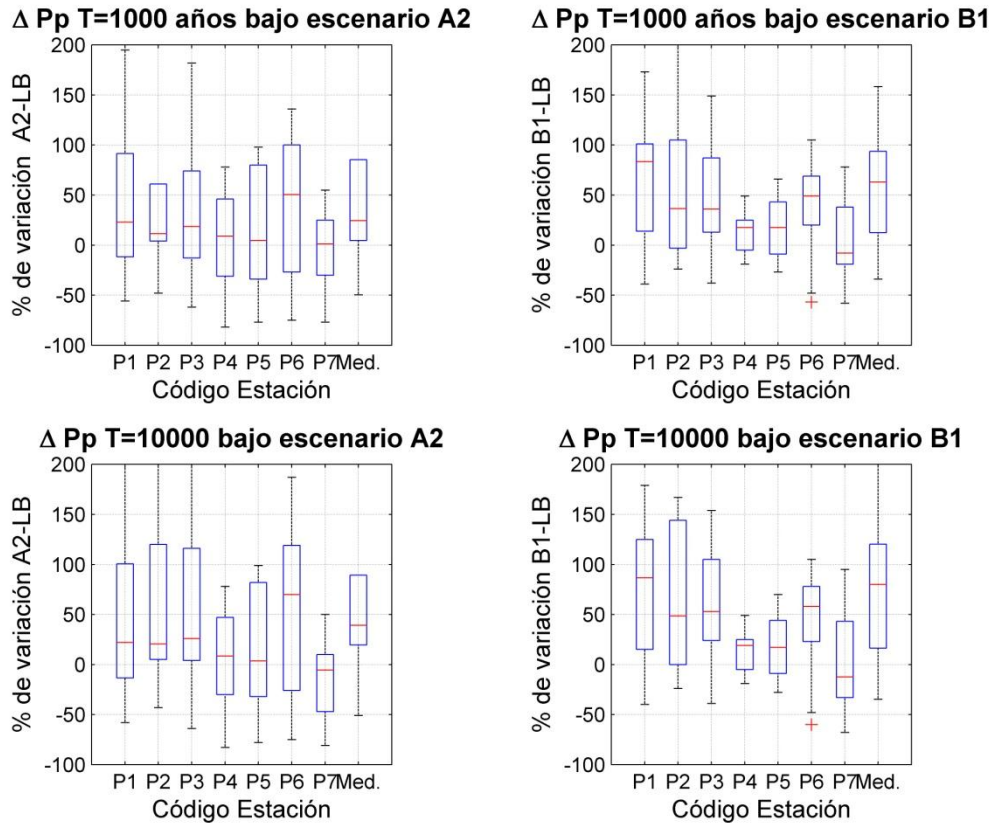 Δ Pp T=1000 años bajo escenario A2
200
150
100
50
0
-50
-100
% de variación A2-LB
P1 P2 P3 P4 P5 P6 P7 Med.
Código Estación
Δ Pp T=1000 años bajo escenario B1
200
150
100
50
0
-50
-100
% de variación B1-LB
P1 P2 P3 P4 P5 P6 P7 Med.
Código Estación
Δ Pp T=10000 bajo escenario A2
200
150
100
50
0
-50
-100
% de variación A2-LB
P1 P2 P3 P4 P5 P6 P7 Med.
Código Estación
Δ Pp T=10000 bajo escenario B1
200
150
100
50
0
-50
-100
% de variación B1-LB
P1 P2 P3 P4 P5 P6 P7 Med.
Código Estación